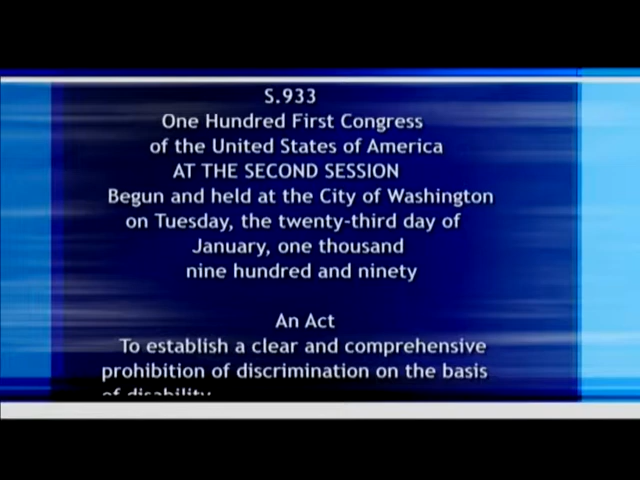 S.933
One Hundred First Congress
of the United States of America
AT THE SECOND SESSION
Begun and held at the City of Washington
on Tuesday, the twenty-third day of
January, one thousand
nine hundred and ninety
An Act
To establish a clear and comprehensive
prohibition of discrimination on the basis
of disability